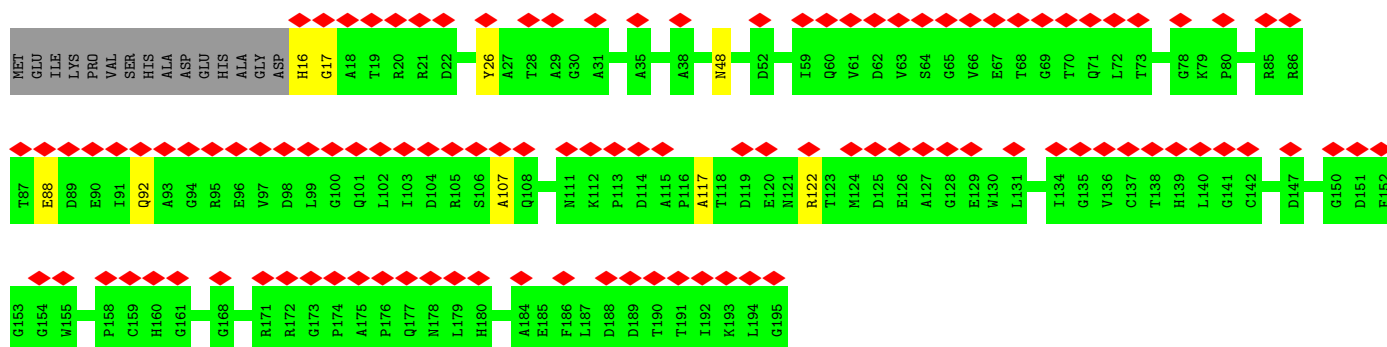 MET GLU ILE LYS PRO VAL SER HIS ALA ASP GLU HIS ALA GLY ASP H16 G17 A18 T19 R20 R21 D22 Y26 A27 T28 A29 G30 A31 A35 A38 N48 D52 I59 Q60 V61 D62 V63 S64 G65 V66 E67 T68 G69 T70 Q71 L72 T73 G78 K79 P80 R85 R86
T87 E88 D89 E90 I91 Q92 A93 G94 R95 E96 V97 D98 L99 G100 Q101 L102 I103 D104 R105 S106 A107 Q108 N111 K112 P113 D114 A115 P116 A117 T118 D119 E120 N121 R122 T123 M124 D125 E126 A127 G128 E129 W130 L131 I134 G135 V136 C137 T138 H139 L140 G141 C142 D147 G150 D151 F152
G153 G154 W155 P158 C159 H160 G161 G168 R171 R172 G173 P174 A175 P176 Q177 N178 L179 H180 A184 E185 F186 L187 D188 D189 T190 T191 I192 K193 L194 G195